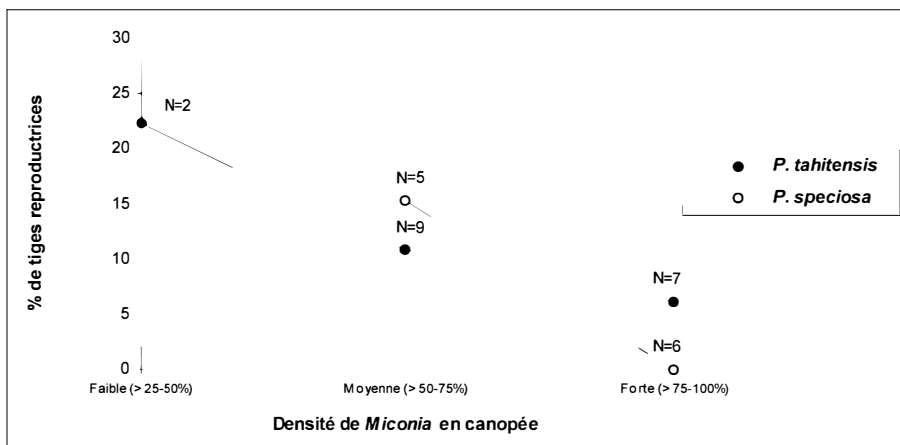 30
25
20
15
10
5
0
% de tiges reproductrices
N=2
N=5
N=9
N=7
N=6
P. tahitensis
P. speciosa
Faible (> 25-50%)
Moyenne (> 50-75%)
Forte (> 75-100%)
Densité de Miconia en canopée